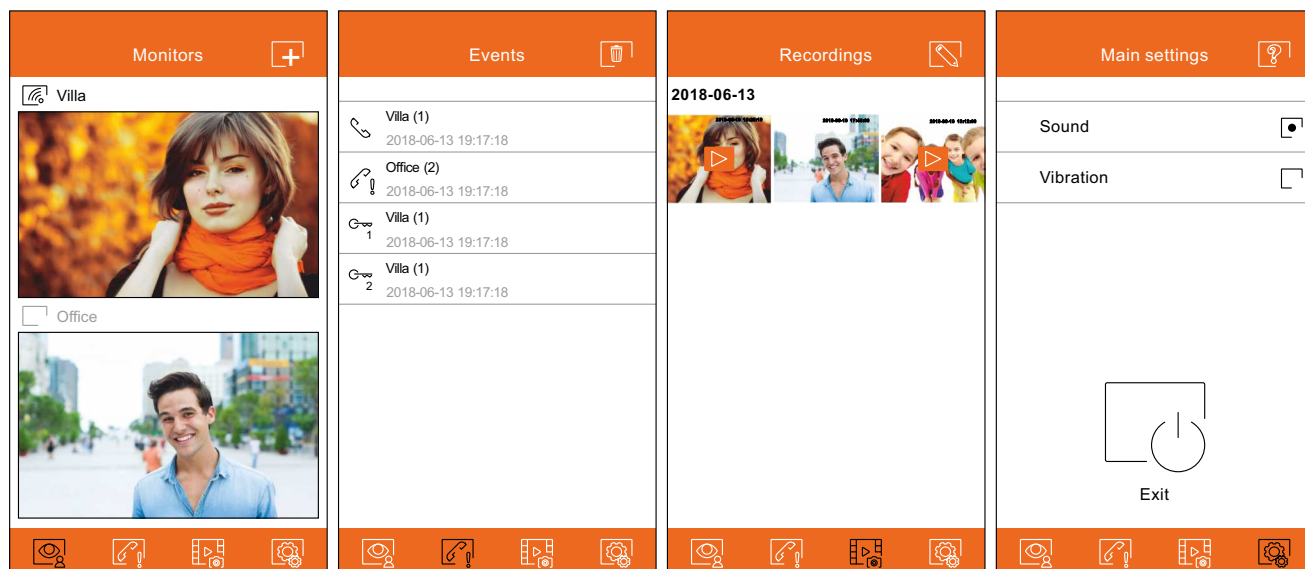 Monitors
Villa
Office
Events
Villa (1)
2018-06-13 19:17:18
Office (2)
2018-06-13 19:17:18
Villa (1)
1
2018-06-13 19:17:18
Villa (1)
2
2018-06-13 19:17:18
Recordings
2018-06-13
Main settings
Sound
Vibration
Exit